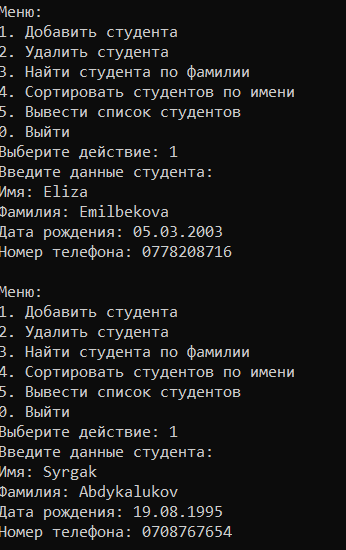 Меню:
1. Добавить студента
2. Удалить студента
3. Найти студента по фамилии
4. Сортировать студентов по имени
5. Вывести список студентов
0. Выйти
Выберите действие: 1
Введите данные студента:
Имя: Eliza
Фамилия: Emilbekova
Дата рождения: 05.03.2003
Номер телефона: 0778208716

Меню:
1. Добавить студента
2. Удалить студента
3. Найти студента по фамилии
4. Сортировать студентов по имени
5. Вывести список студентов
0. Выйти
Выберите действие: 1
Введите данные студента:
Имя: Syrgak
Фамилия: Abdykalukov
Дата рождения: 19.08.1995
Номер телефона: 0708767654